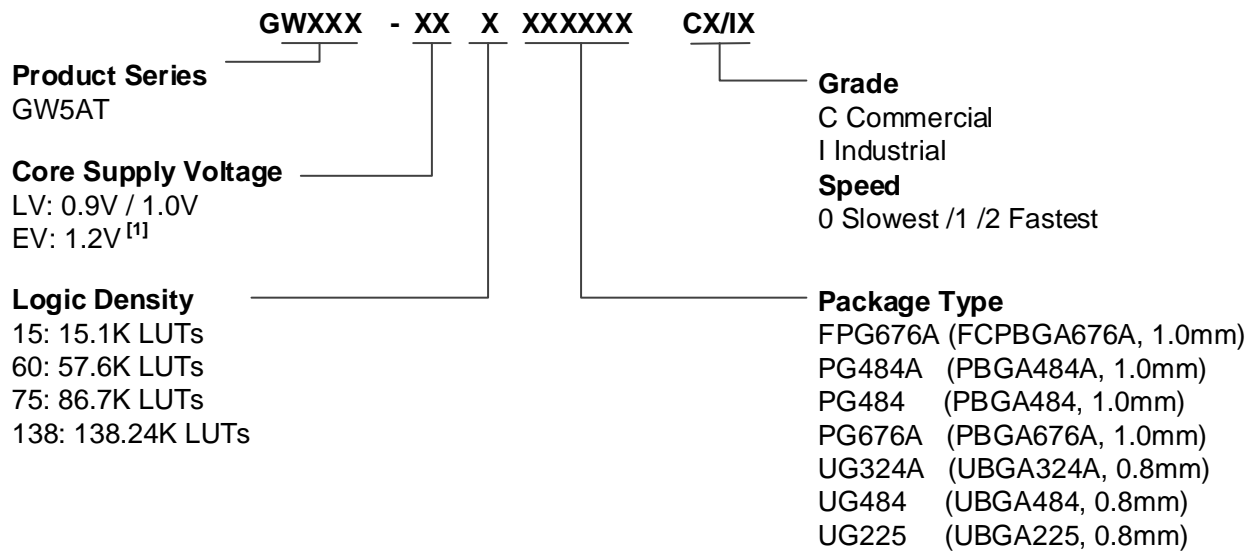 GWXXX - XX X XXXXXX CX/IX
Product Series
GW5AT
Core Supply Voltage
LV: 0.9V / 1.0V
EV: 1.2V [1]
Logic Density
15: 15.1K LUTs
60: 57.6K LUTs
75: 86.7K LUTs
138: 138.24K LUTs
Grade
C Commercial
I Industrial
Speed
0 Slowest /1 /2 Fastest
Package Type
FPG676A (FCPBGA676A, 1.0mm)
PG484A (PBGA484A, 1.0mm)
PG484 (PBGA484, 1.0mm)
PG676A (PBGA676A, 1.0mm)
UG324A (UBGA324A, 0.8mm)
UG484 (UBGA484, 0.8mm)
UG225 (UBGA225, 0.8mm)